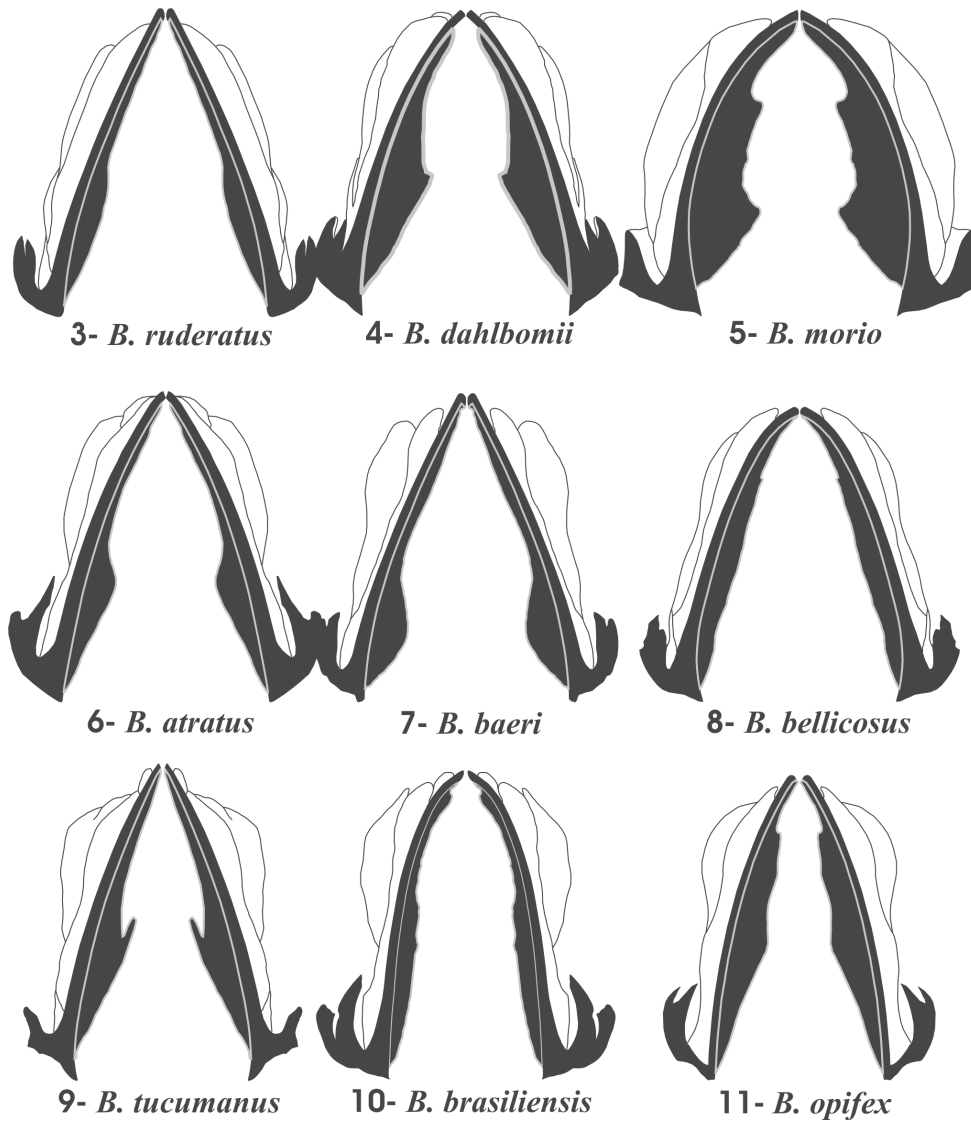 3- B. ruderatus
4- B. dahlbomii
5- B. morio
6- B. atratus
7- B. baeri
8- B. bellicosus
9- B. tucumanus
10- B. brasiliensis
11- B. opifex